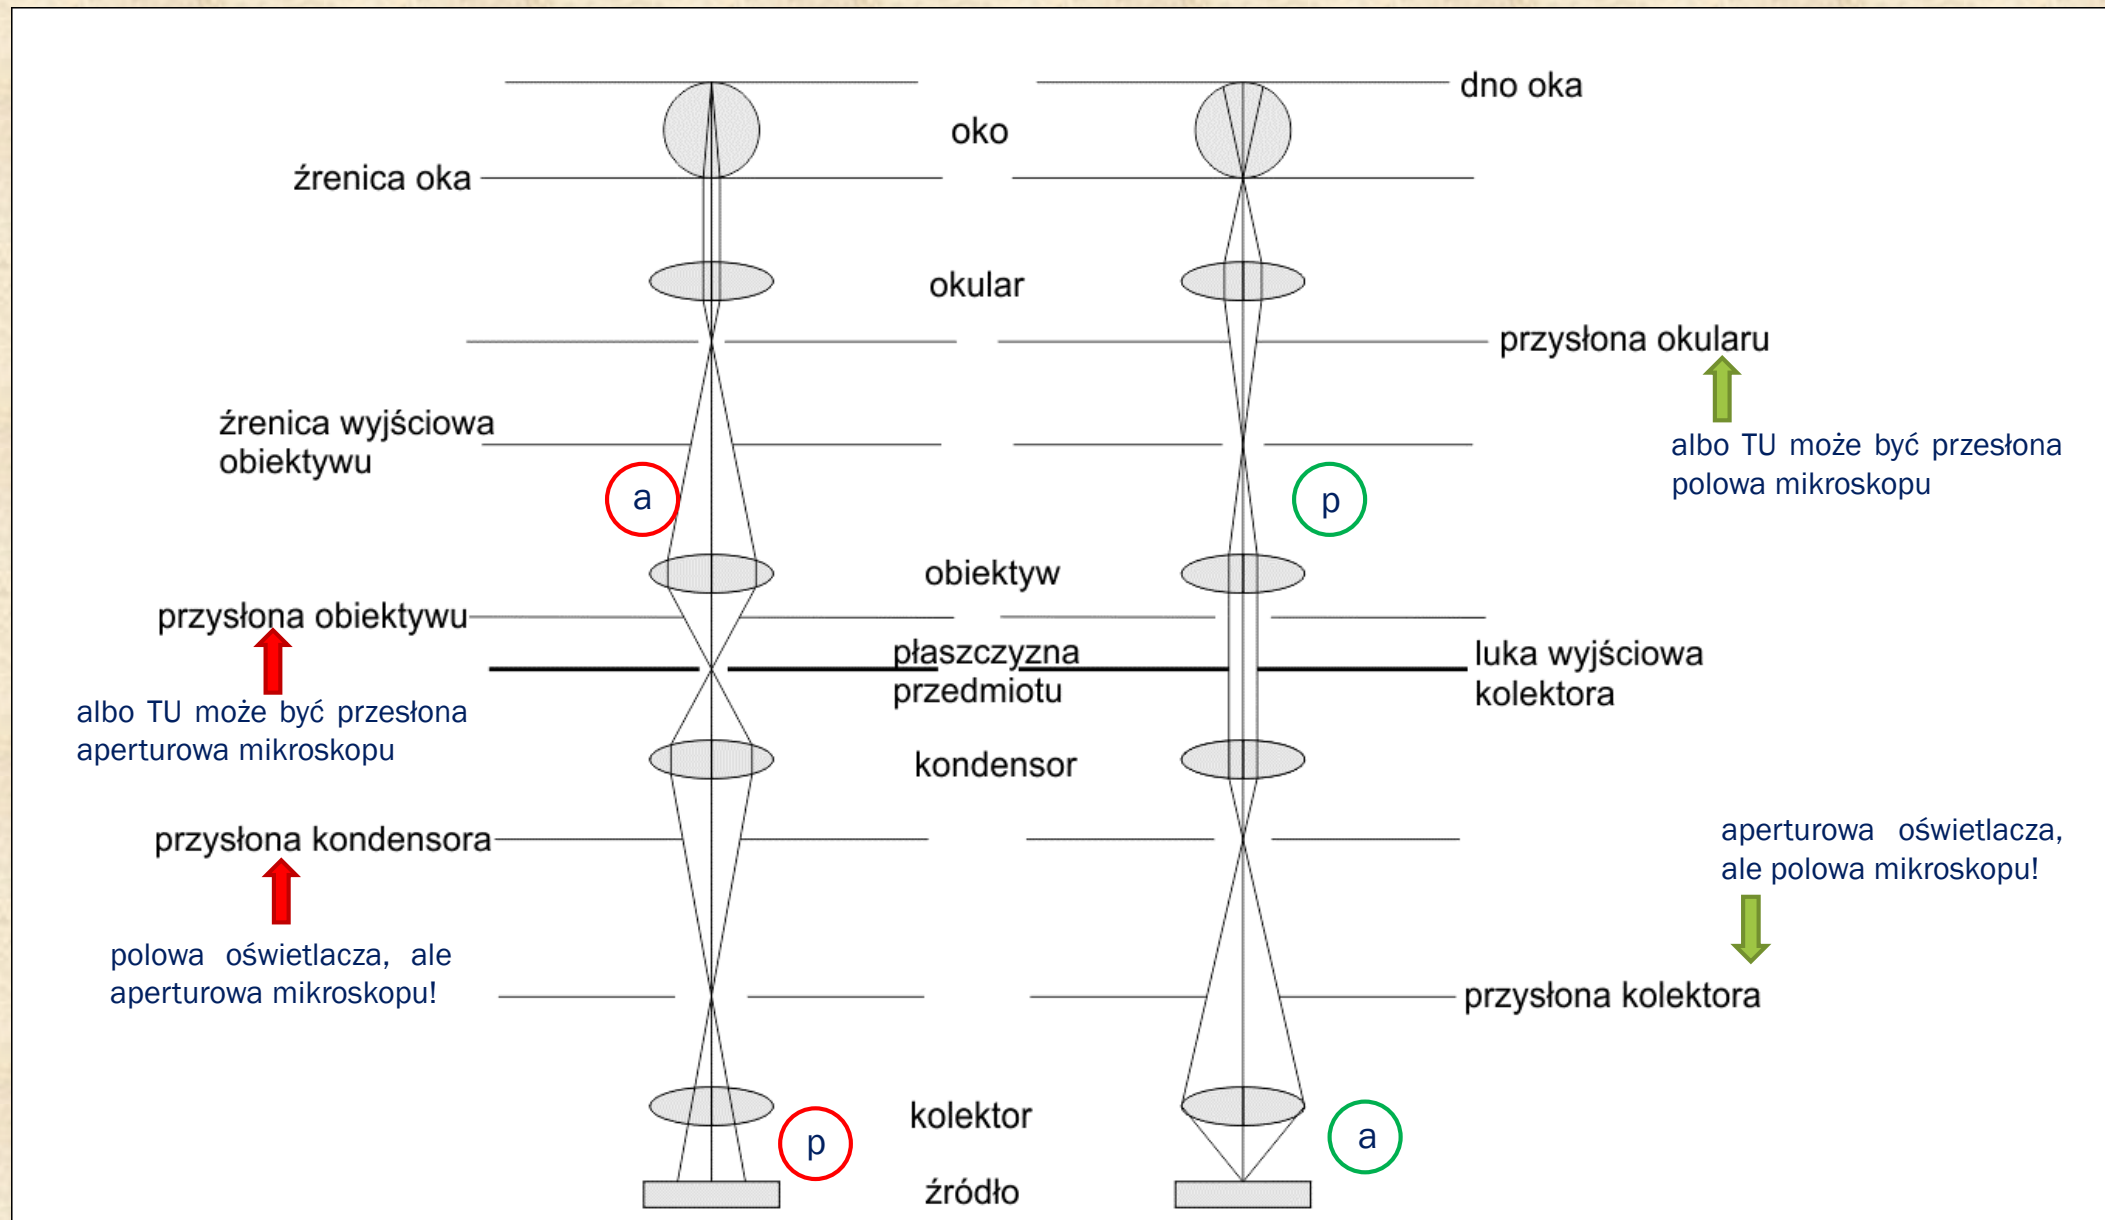 dno oka
oko
źrenica oka
okular
przysłona okularu
albo TU może być przesłona
polowa mikroskopu
źrenica wyjściowa
obiektywu
a
p
obiektyw
przysłona obiektywu
albo TU może być przesłona
aperturowa mikroskopu
płaszczyzna
przedmiotu
luka wyjściowa
kolektora
kondensor
przysłona kondensora
polowa oświetlacza, ale
aperturowa mikroskopu!
aperturowa oświetlacza,
ale polowa mikroskopu!
przysłona kolektora
kolektor
p
a
źródło